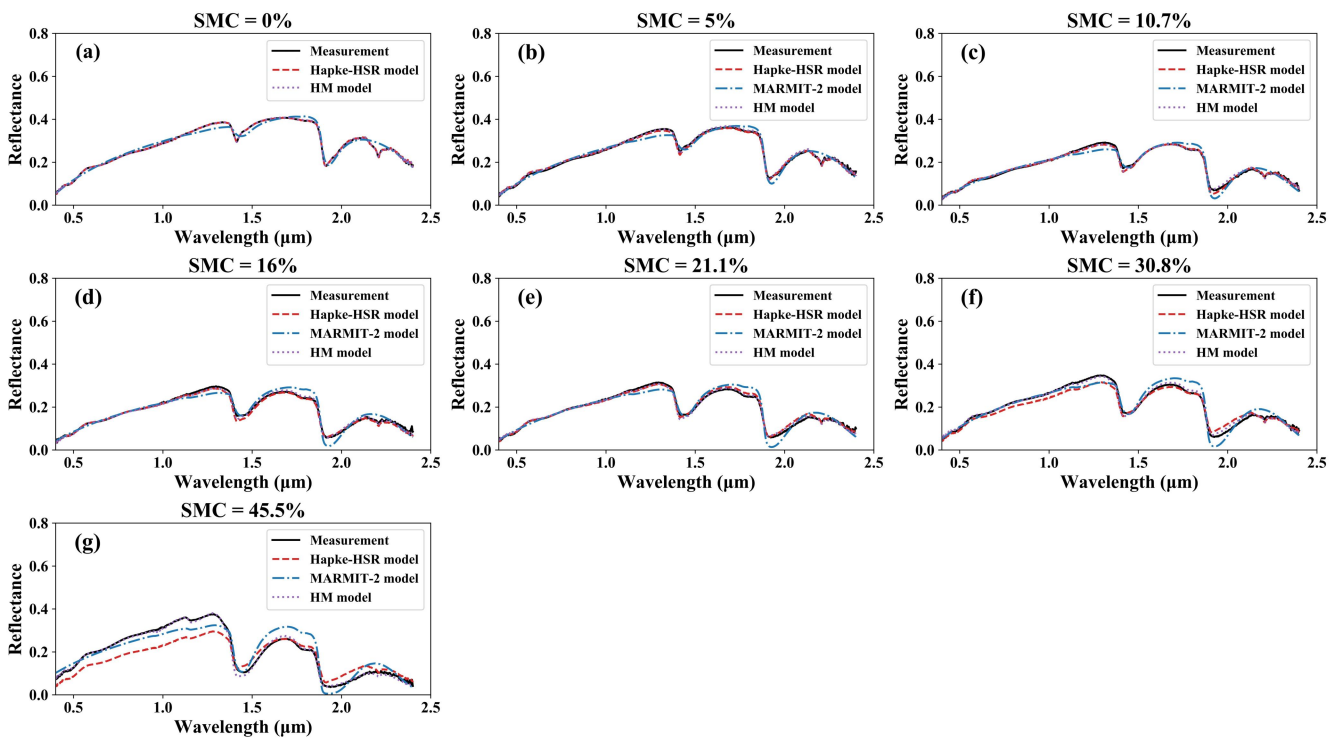 SMC = 0%
(a)
Measurement
Hapke-HSR model
HM model
Reflectance
0.8
0.6
0.4
0.2
0.0
0.5 1.0 1.5 2.0 2.5
Wavelength (μm)
SMC = 5%
(b)
Measurement
Hapke-HSR model
MARMIT-2 model
HM model
Reflectance
0.8
0.6
0.4
0.2
0.0
0.5 1.0 1.5 2.0 2.5
Wavelength (μm)
SMC = 10.7%
(c)
Measurement
Hapke-HSR model
MARMIT-2 model
HM model
Reflectance
0.8
0.6
0.4
0.2
0.0
0.5 1.0 1.5 2.0 2.5
Wavelength (μm)
SMC = 16%
(d)
Measurement
Hapke-HSR model
MARMIT-2 model
HM model
Reflectance
0.8
0.6
0.4
0.2
0.0
0.5 1.0 1.5 2.0 2.5
Wavelength (μm)
SMC = 21.1%
(e)
Measurement
Hapke-HSR model
MARMIT-2 model
HM model
Reflectance
0.8
0.6
0.4
0.2
0.0
0.5 1.0 1.5 2.0 2.5
Wavelength (μm)
SMC = 30.8%
(f)
Measurement
Hapke-HSR model
MARMIT-2 model
HM model
Reflectance
0.8
0.6
0.4
0.2
0.0
0.5 1.0 1.5 2.0 2.5
Wavelength (μm)
SMC = 45.5%
(g)
Measurement
Hapke-HSR model
MARMIT-2 model
HM model
Reflectance
0.8
0.6
0.4
0.2
0.0
0.5 1.0 1.5 2.0 2.5
Wavelength (μm)